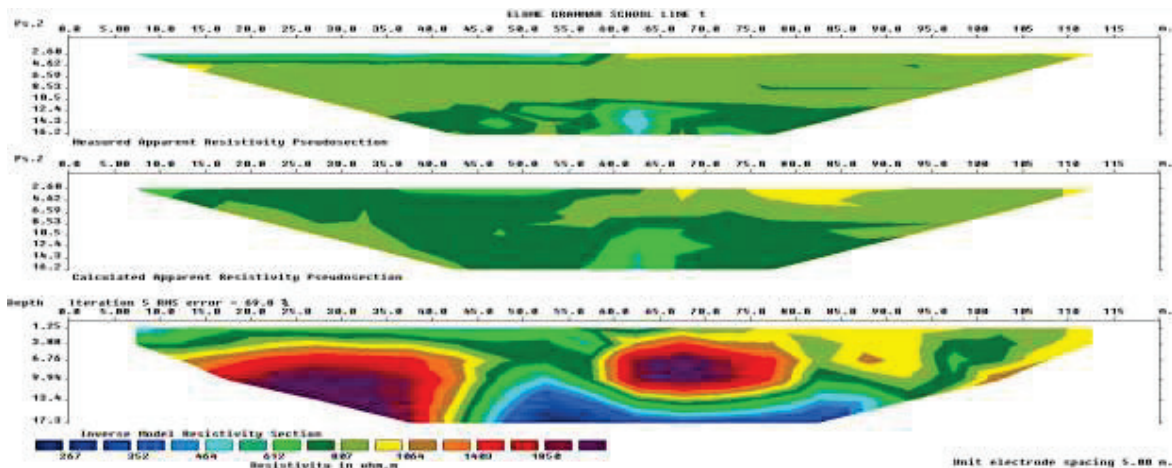 ELUME GRAMMAR SCHOOL LINE 1
Ps.Z 0.0 5.00 10.0 15.0 20.0 25.0 30.0 35.0 40.0 45.0 50.0 55.0 60.0 65.0 70.0 75.0 80.0 85.0 90.0 95.0 100 105 110 115 m.
2.60
4.62
6.59
8.53
10.5
12.4
14.3
16.2
Measured Apparent Resistivity Pseudosection
Ps.Z 0.0 5.00 10.0 15.0 20.0 25.0 30.0 35.0 40.0 45.0 50.0 55.0 60.0 65.0 70.0 75.0 80.0 85.0 90.0 95.0 100 105 110 115 m.
2.60
4.62
6.59
8.53
10.5
12.4
14.3
16.2
Calculated Apparent Resistivity Pseudosection
Depth Iteration 5 RMS error = 69.0 %
0.0 5.00 10.0 15.0 20.0 25.0 30.0 35.0 40.0 45.0 50.0 55.0 60.0 65.0 70.0 75.0 80.0 85.0 90.0 95.0 100 105 110 115 m.
1.25
3.88
6.76
9.94
13.4
17.3
Inverse Model Resistivity Section
267 352 464 612 807 1064 1403 1850
Resistivity in ohm.m
Unit electrode spacing 5.00 m.